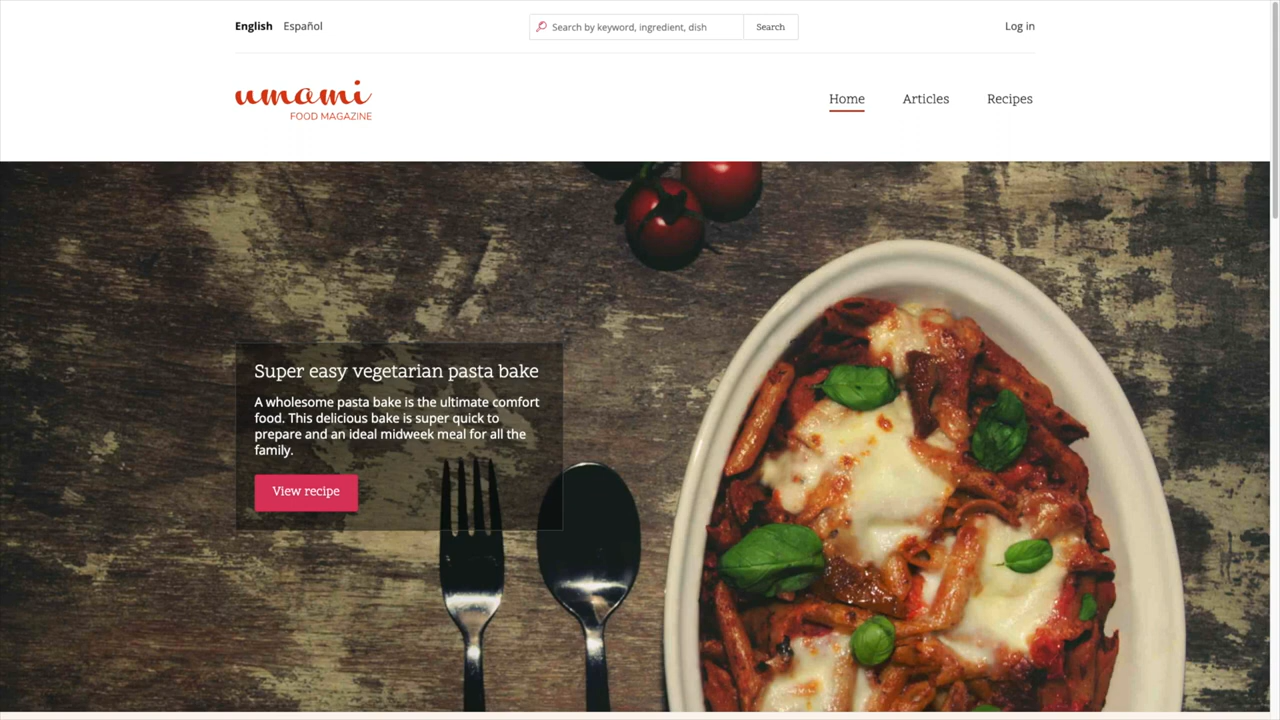 English Español
Search by keyword, ingredient, dish Search
Log in
umami
FOOD MAGAZINE
Home Articles Recipes
Super easy vegetarian pasta bake
A wholesome pasta bake is the ultimate comfort
food. This delicious bake is super quick to
prepare and an ideal midweek meal for all the
family.
View recipe